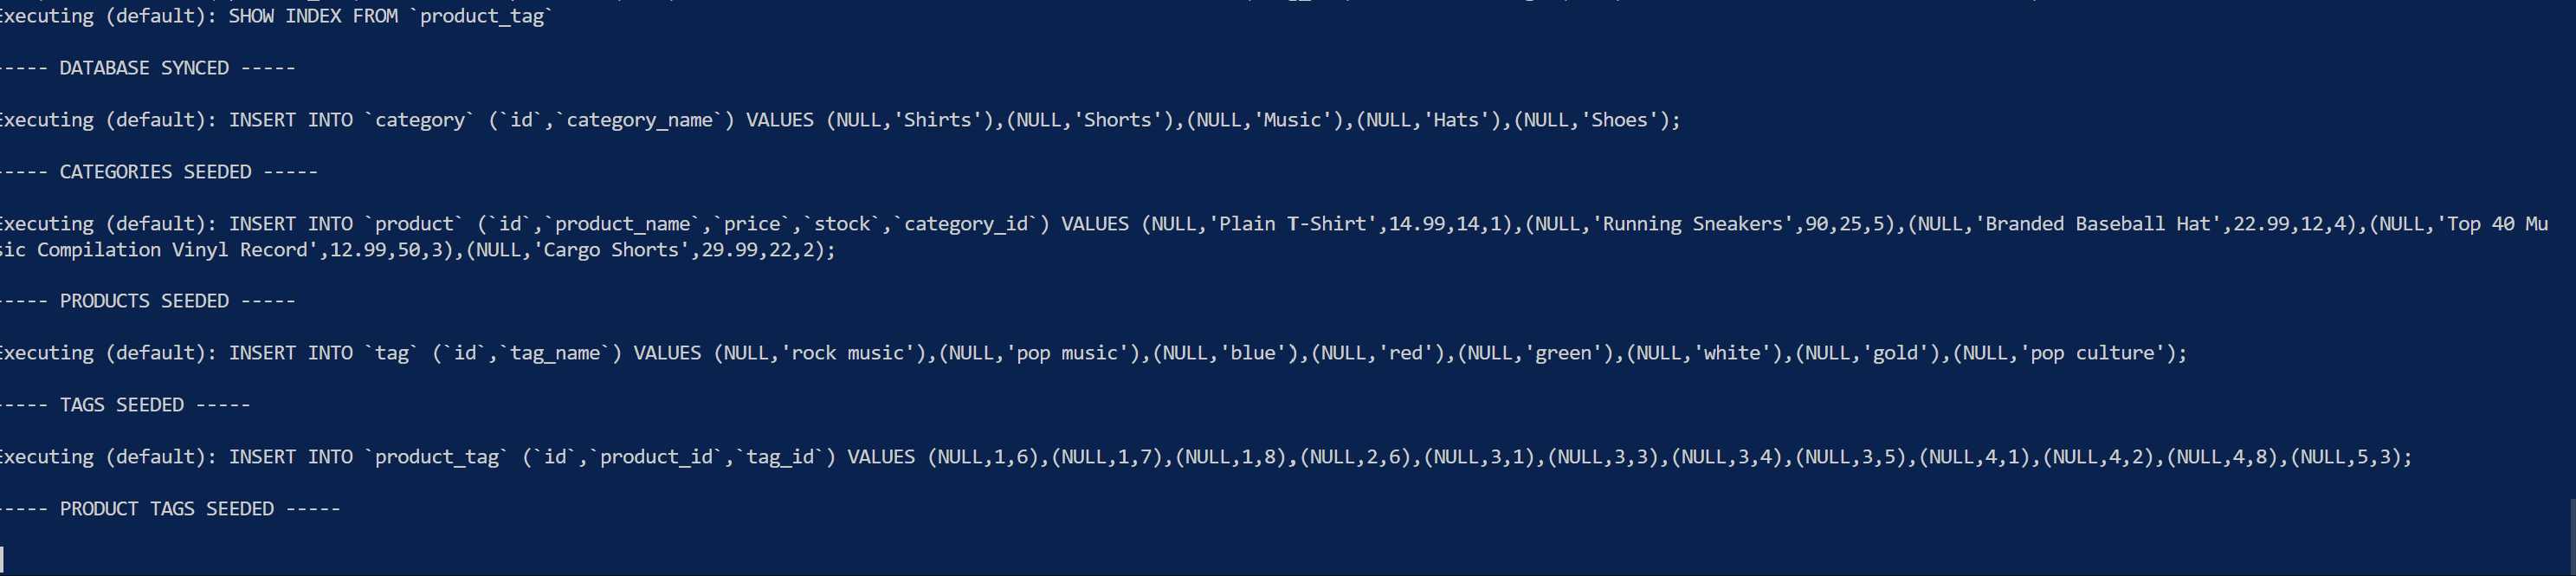 Executing (default): SHOW INDEX FROM `product_tag`
----- DATABASE SYNCED -----
Executing (default): INSERT INTO `category` (`id`,`category_name`) VALUES (NULL,'Shirts'),(NULL,'Shorts'),(NULL,'Music'),(NULL,'Hats'),(NULL,'Shoes');
----- CATEGORIES SEEDED -----
Executing (default): INSERT INTO `product` (`id`,`product_name`,`price`,`stock`,`category_id`) VALUES (NULL,'Plain T-Shirt',14.99,14,1),(NULL,'Running Sneakers',90,25,5),(NULL,'Branded Baseball Hat',22.99,12,4),(NULL,'Top 40 Mu
sic Compilation Vinyl Record',12.99,50,3),(NULL,'Cargo Shorts',29.99,22,2);
----- PRODUCTS SEEDED -----
Executing (default): INSERT INTO `tag` (`id`,`tag_name`) VALUES (NULL,'rock music'),(NULL,'pop music'),(NULL,'blue'),(NULL,'red'),(NULL,'green'),(NULL,'white'),(NULL,'gold'),(NULL,'pop culture');
----- TAGS SEEDED -----
Executing (default): INSERT INTO `product_tag` (`id`,`product_id`,`tag_id`) VALUES (NULL,1,6),(NULL,1,7),(NULL,1,8),(NULL,2,6),(NULL,3,1),(NULL,3,3),(NULL,3,4),(NULL,3,5),(NULL,4,1),(NULL,4,2),(NULL,4,8),(NULL,5,3);
----- PRODUCT TAGS SEEDED -----